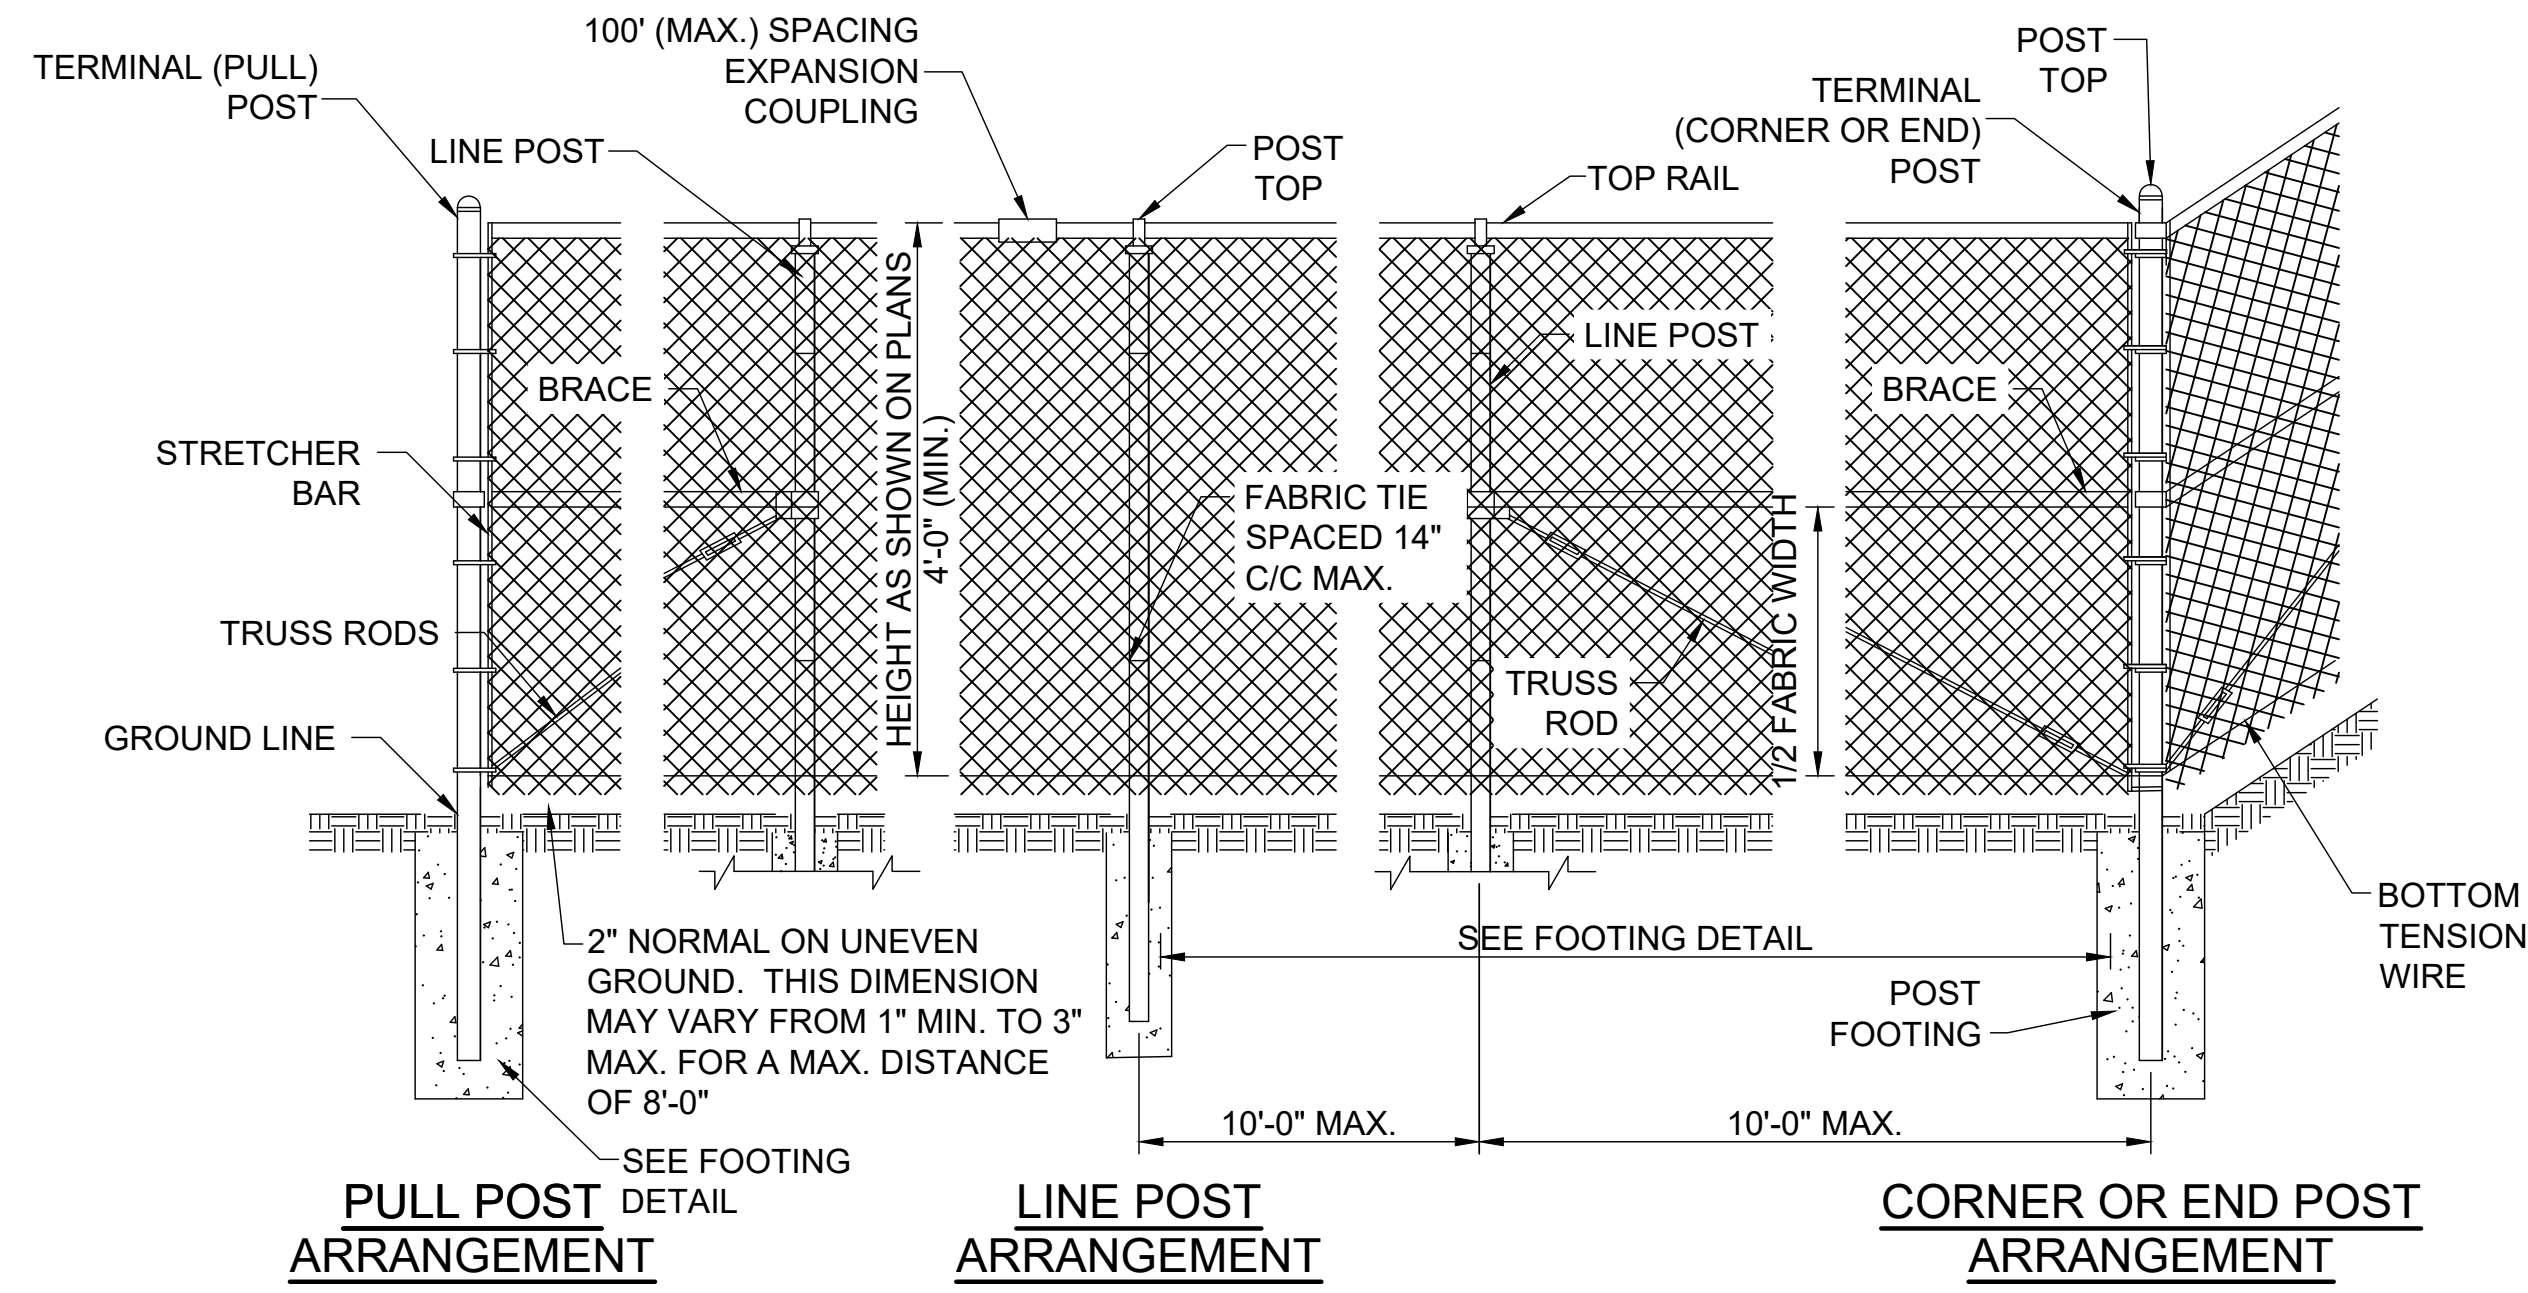 100' (MAX.) SPACING
EXPANSION
COUPLING
TERMINAL (PULL)
POST
LINE POST
POST
TOP
TOP RAIL
TERMINAL
(CORNER OR END)
POST
POST
TOP
LINE POST
BRACE
BRACE
HEIGHT AS SHOWN ON PLANS
4'-0" (MIN.)
STRETCHER
BAR
FABRIC TIE
SPACED 14"
C/C MAX.
1/2 FABRIC WIDTH
TRUSS RODS
TRUSS
ROD
GROUND LINE
2" NORMAL ON UNEVEN
GROUND. THIS DIMENSION
MAY VARY FROM 1" MIN. TO 3"
MAX. FOR A MAX. DISTANCE
OF 8'-0"
SEE FOOTING DETAIL
BOTTOM
TENSION
WIRE
POST
FOOTING
10'-0" MAX.
10'-0" MAX.
SEE FOOTING
DETAIL
PULL POST
ARRANGEMENT
LINE POST
ARRANGEMENT
CORNER OR END POST
ARRANGEMENT